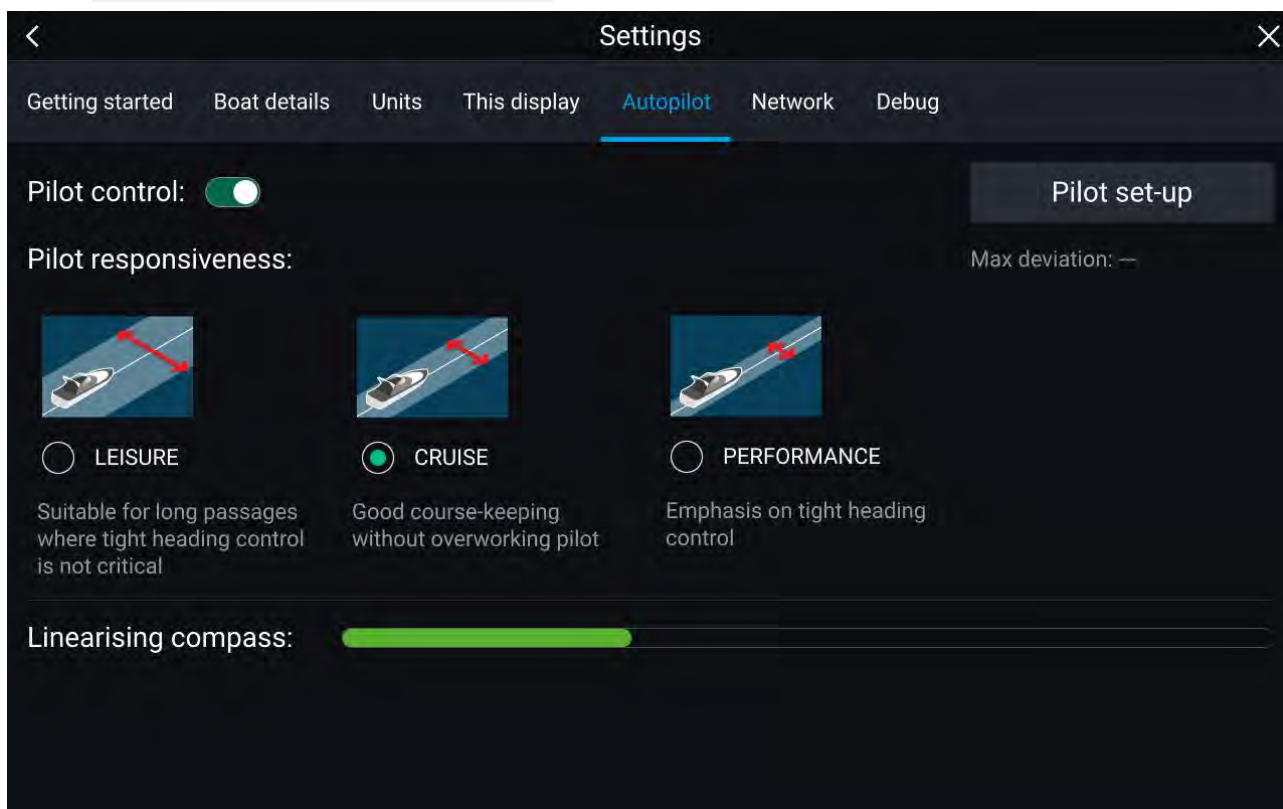 Settings
Getting started Boat details Units This display Autopilot Network Debug
Pilot control: Pilot set-up
Pilot responsiveness: Max deviation: —
LEISURE CRUISE PERFORMANCE
Suitable for long passages Good course-keeping Emphasis on tight heading
where tight heading control without overworking pilot control
is not critical
Linearising compass: